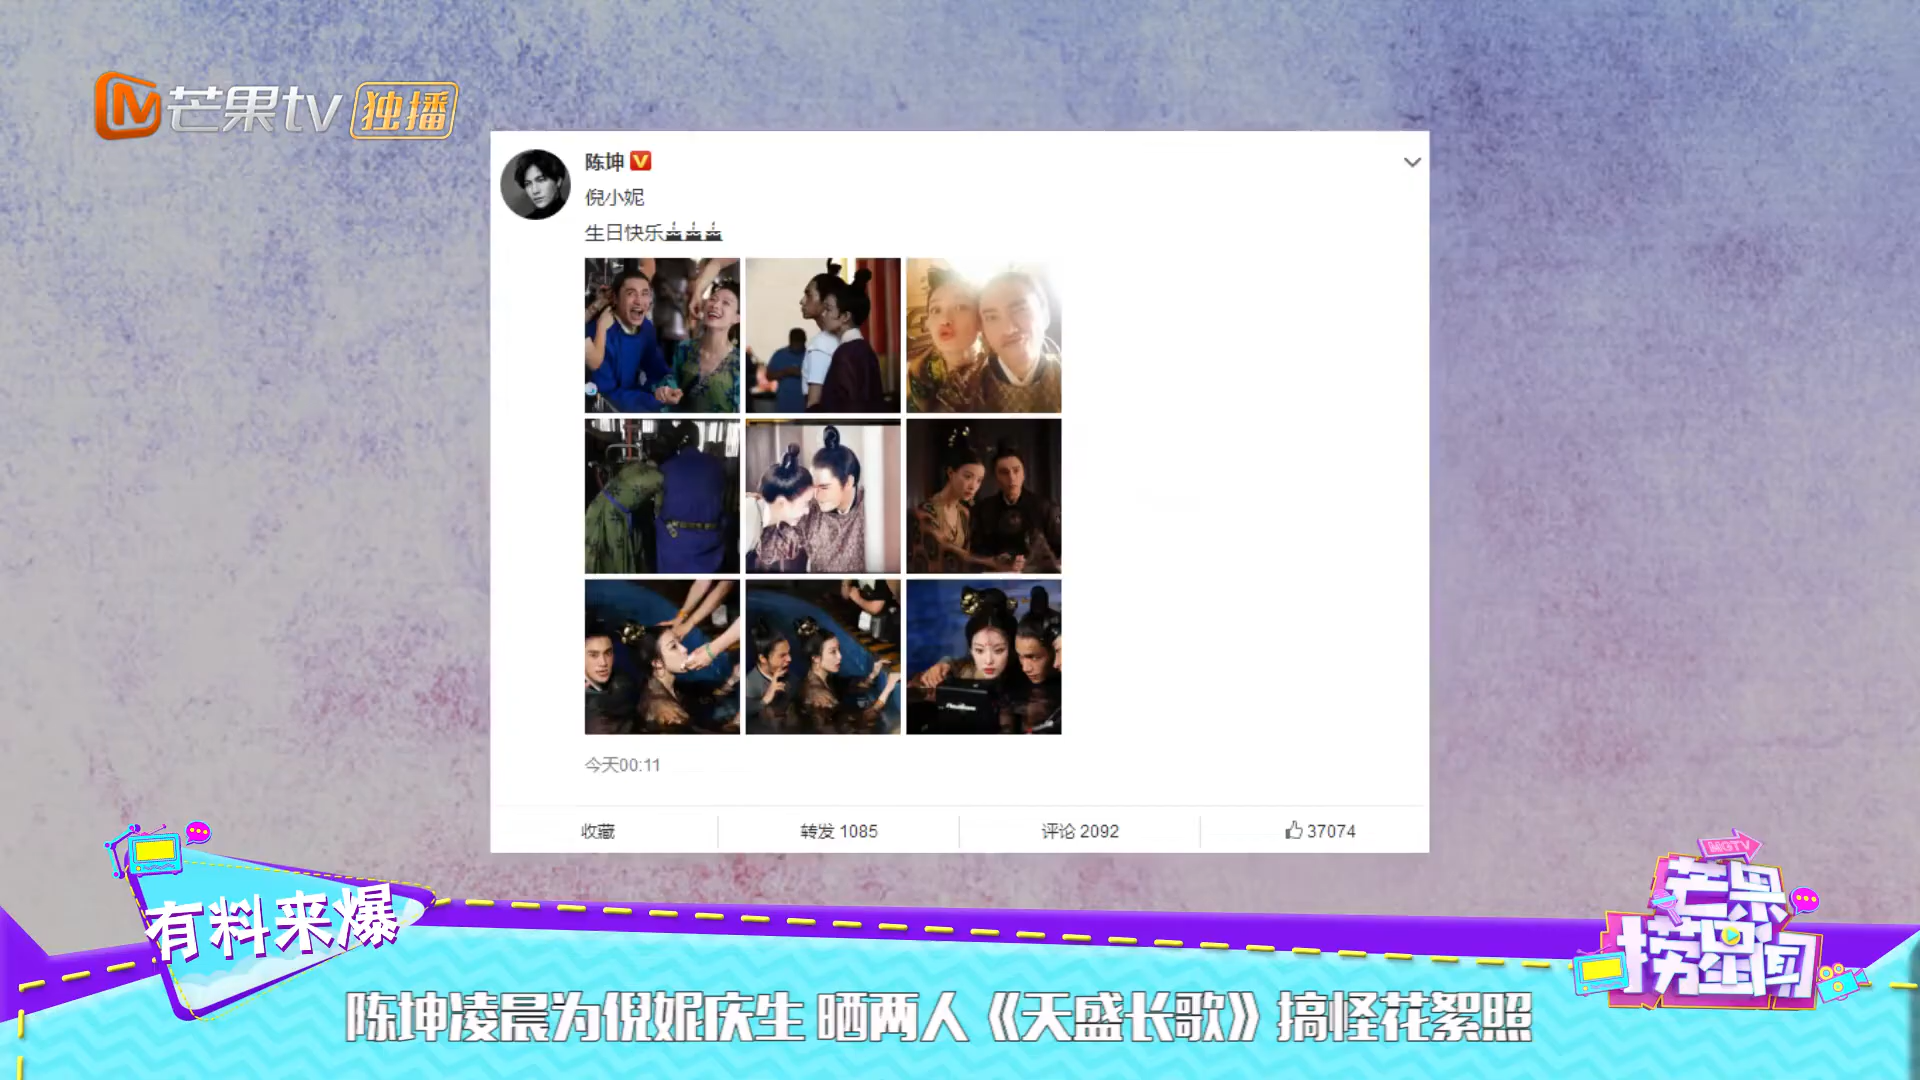 芒果tv 独播
陈坤
倪小妮
生日快乐
今天00:11
收藏
转发 1085
评论 2092
37074
有料来爆
MGTV
芒果
捞星闻
陈坤凌晨为倪妮庆生 晒两人《天盛长歌》搞怪花絮照